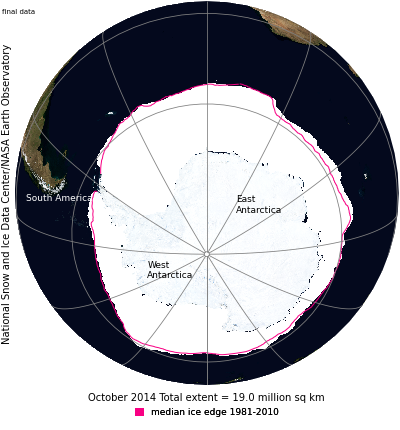 final data
National Snow and Ice Data Center/NASA Earth Observatory
South America
East
Antarctica
West
Antarctica
October 2014 Total extent = 19.0 million sq km
median ice edge 1981-2010